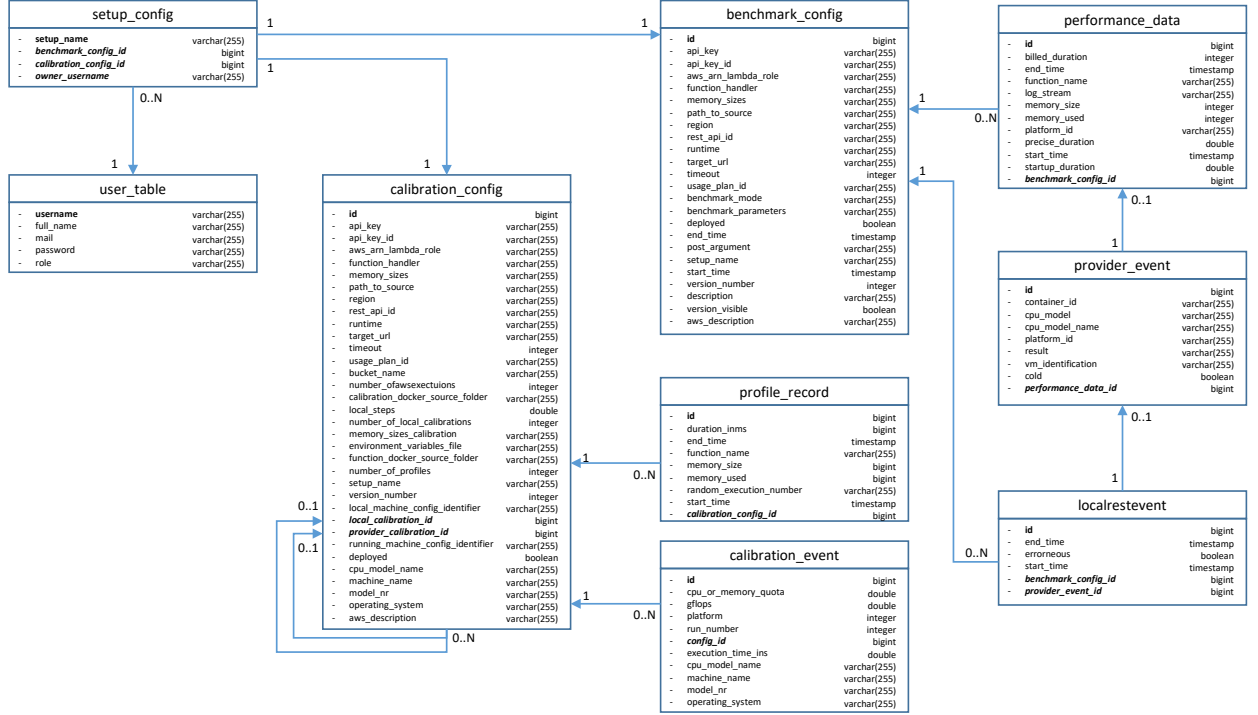 setup_config
- setup_name varchar(255)
- benchmark_config_id bigint
- calibration_config_id bigint
- owner_username varchar(255)
1
1
1
0..N
1
1
user_table
- username varchar(255)
- full_name varchar(255)
- mail varchar(255)
- password varchar(255)
- role varchar(255)
calibration_config
- id bigint
- api_key varchar(255)
- api_key_id varchar(255)
- aws_arn_lambda_role varchar(255)
- function_handler varchar(255)
- memory_sizes varchar(255)
- path_to_source varchar(255)
- region varchar(255)
- rest_api_id varchar(255)
- runtime varchar(255)
- target_url varchar(255)
- timeout integer
- usage_plan_id varchar(255)
- bucket_name varchar(255)
- number_ofawsexectuions integer
- calibration_docker_source_folder varchar(255)
- local_steps double
- number_of_local_calibrations integer
- memory_sizes_calibration varchar(255)
- environment_variables_file varchar(255)
- function_docker_source_folder varchar(255)
- number_of_profiles integer
- setup_name varchar(255)
- version_number integer
- local_machine_config_identifier varchar(255)
- local_calibration_id bigint
- provider_calibration_id bigint
- running_machine_config_identifier varchar(255)
- deployed boolean
- cpu_model_name varchar(255)
- machine_name varchar(255)
- model_nr varchar(255)
- operating_system varchar(255)
- aws_description varchar(255)
0..1
0..1
0..N
benchmark_config
- id bigint
- api_key varchar(255)
- api_key_id varchar(255)
- aws_arn_lambda_role varchar(255)
- function_handler varchar(255)
- memory_sizes varchar(255)
- path_to_source varchar(255)
- region varchar(255)
- rest_api_id varchar(255)
- runtime varchar(255)
- target_url varchar(255)
- timeout integer
- usage_plan_id varchar(255)
- benchmark_mode varchar(255)
- benchmark_parameters varchar(255)
- deployed boolean
- end_time timestamp
- post_argument varchar(255)
- setup_name varchar(255)
- start_time timestamp
- version_number integer
- description varchar(255)
- version_visible boolean
- aws_description varchar(255)
1
0..N
1
0..N
profile_record
- id bigint
- duration_inms bigint
- end_time timestamp
- function_name varchar(255)
- memory_size bigint
- memory_used bigint
- random_execution_number varchar(255)
- start_time timestamp
- calibration_config_id bigint
1
0..N
calibration_event
- id bigint
- cpu_or_memory_quota double
- gflops double
- platform integer
- run_number integer
- config_id bigint
- execution_time_ins double
- cpu_model_name varchar(255)
- machine_name varchar(255)
- model_nr varchar(255)
- operating_system varchar(255)
1
0..N
performance_data
- id bigint
- billed_duration integer
- end_time timestamp
- function_name varchar(255)
- log_stream varchar(255)
- memory_size integer
- memory_used integer
- platform_id varchar(255)
- precise_duration double
- start_time timestamp
- startup_duration double
- benchmark_config_id bigint
0..1
1
provider_event
- id bigint
- container_id varchar(255)
- cpu_model varchar(255)
- cpu_model_name varchar(255)
- platform_id varchar(255)
- result varchar(255)
- vm_identification varchar(255)
- cold boolean
- performance_data_id bigint
0..1
1
localrestevent
- id bigint
- end_time timestamp
- errorneous boolean
- start_time timestamp
- benchmark_config_id bigint
- provider_event_id bigint